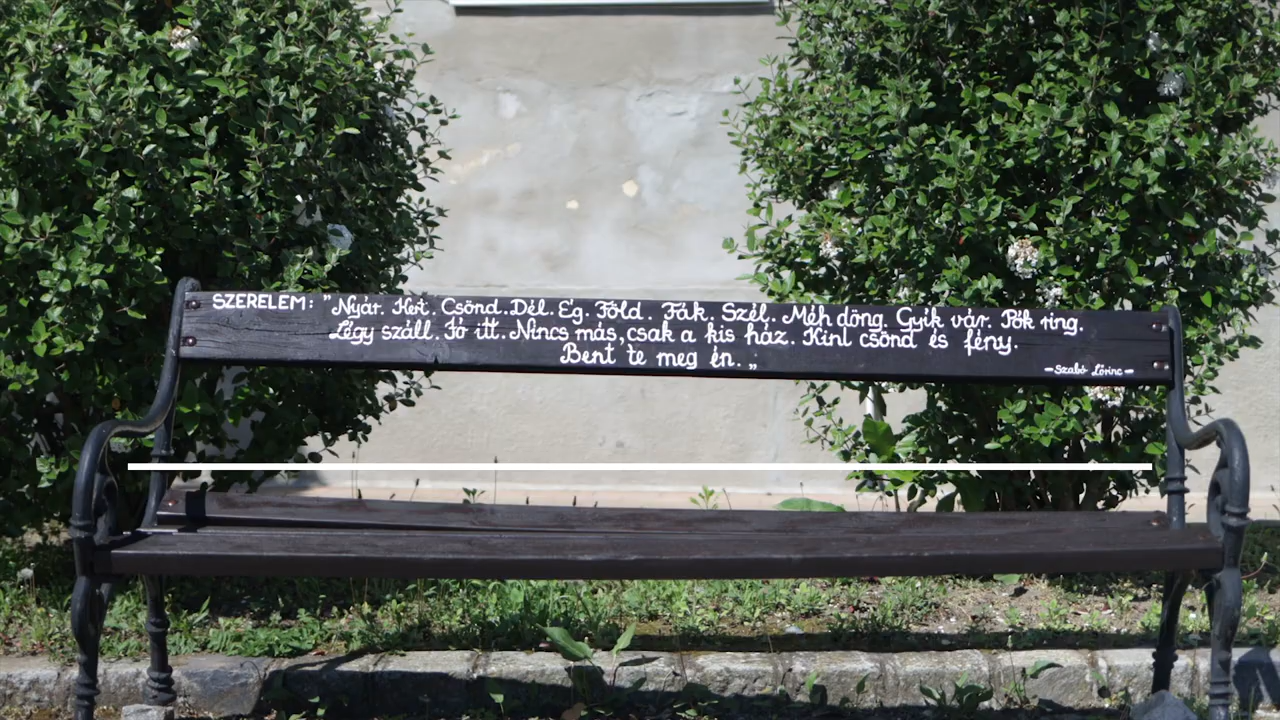 SZERELEM: "Nyár. Kert. Csönd. Dél. Ég. Föld. Fák. Szél. Méh döng. Gyík vár. Pók ring.
Légy száll. Jó itt. Nincs más, csak a kis ház. Kint csönd és fény.
Bent te meg én. „
-Szabó Lőrinc-